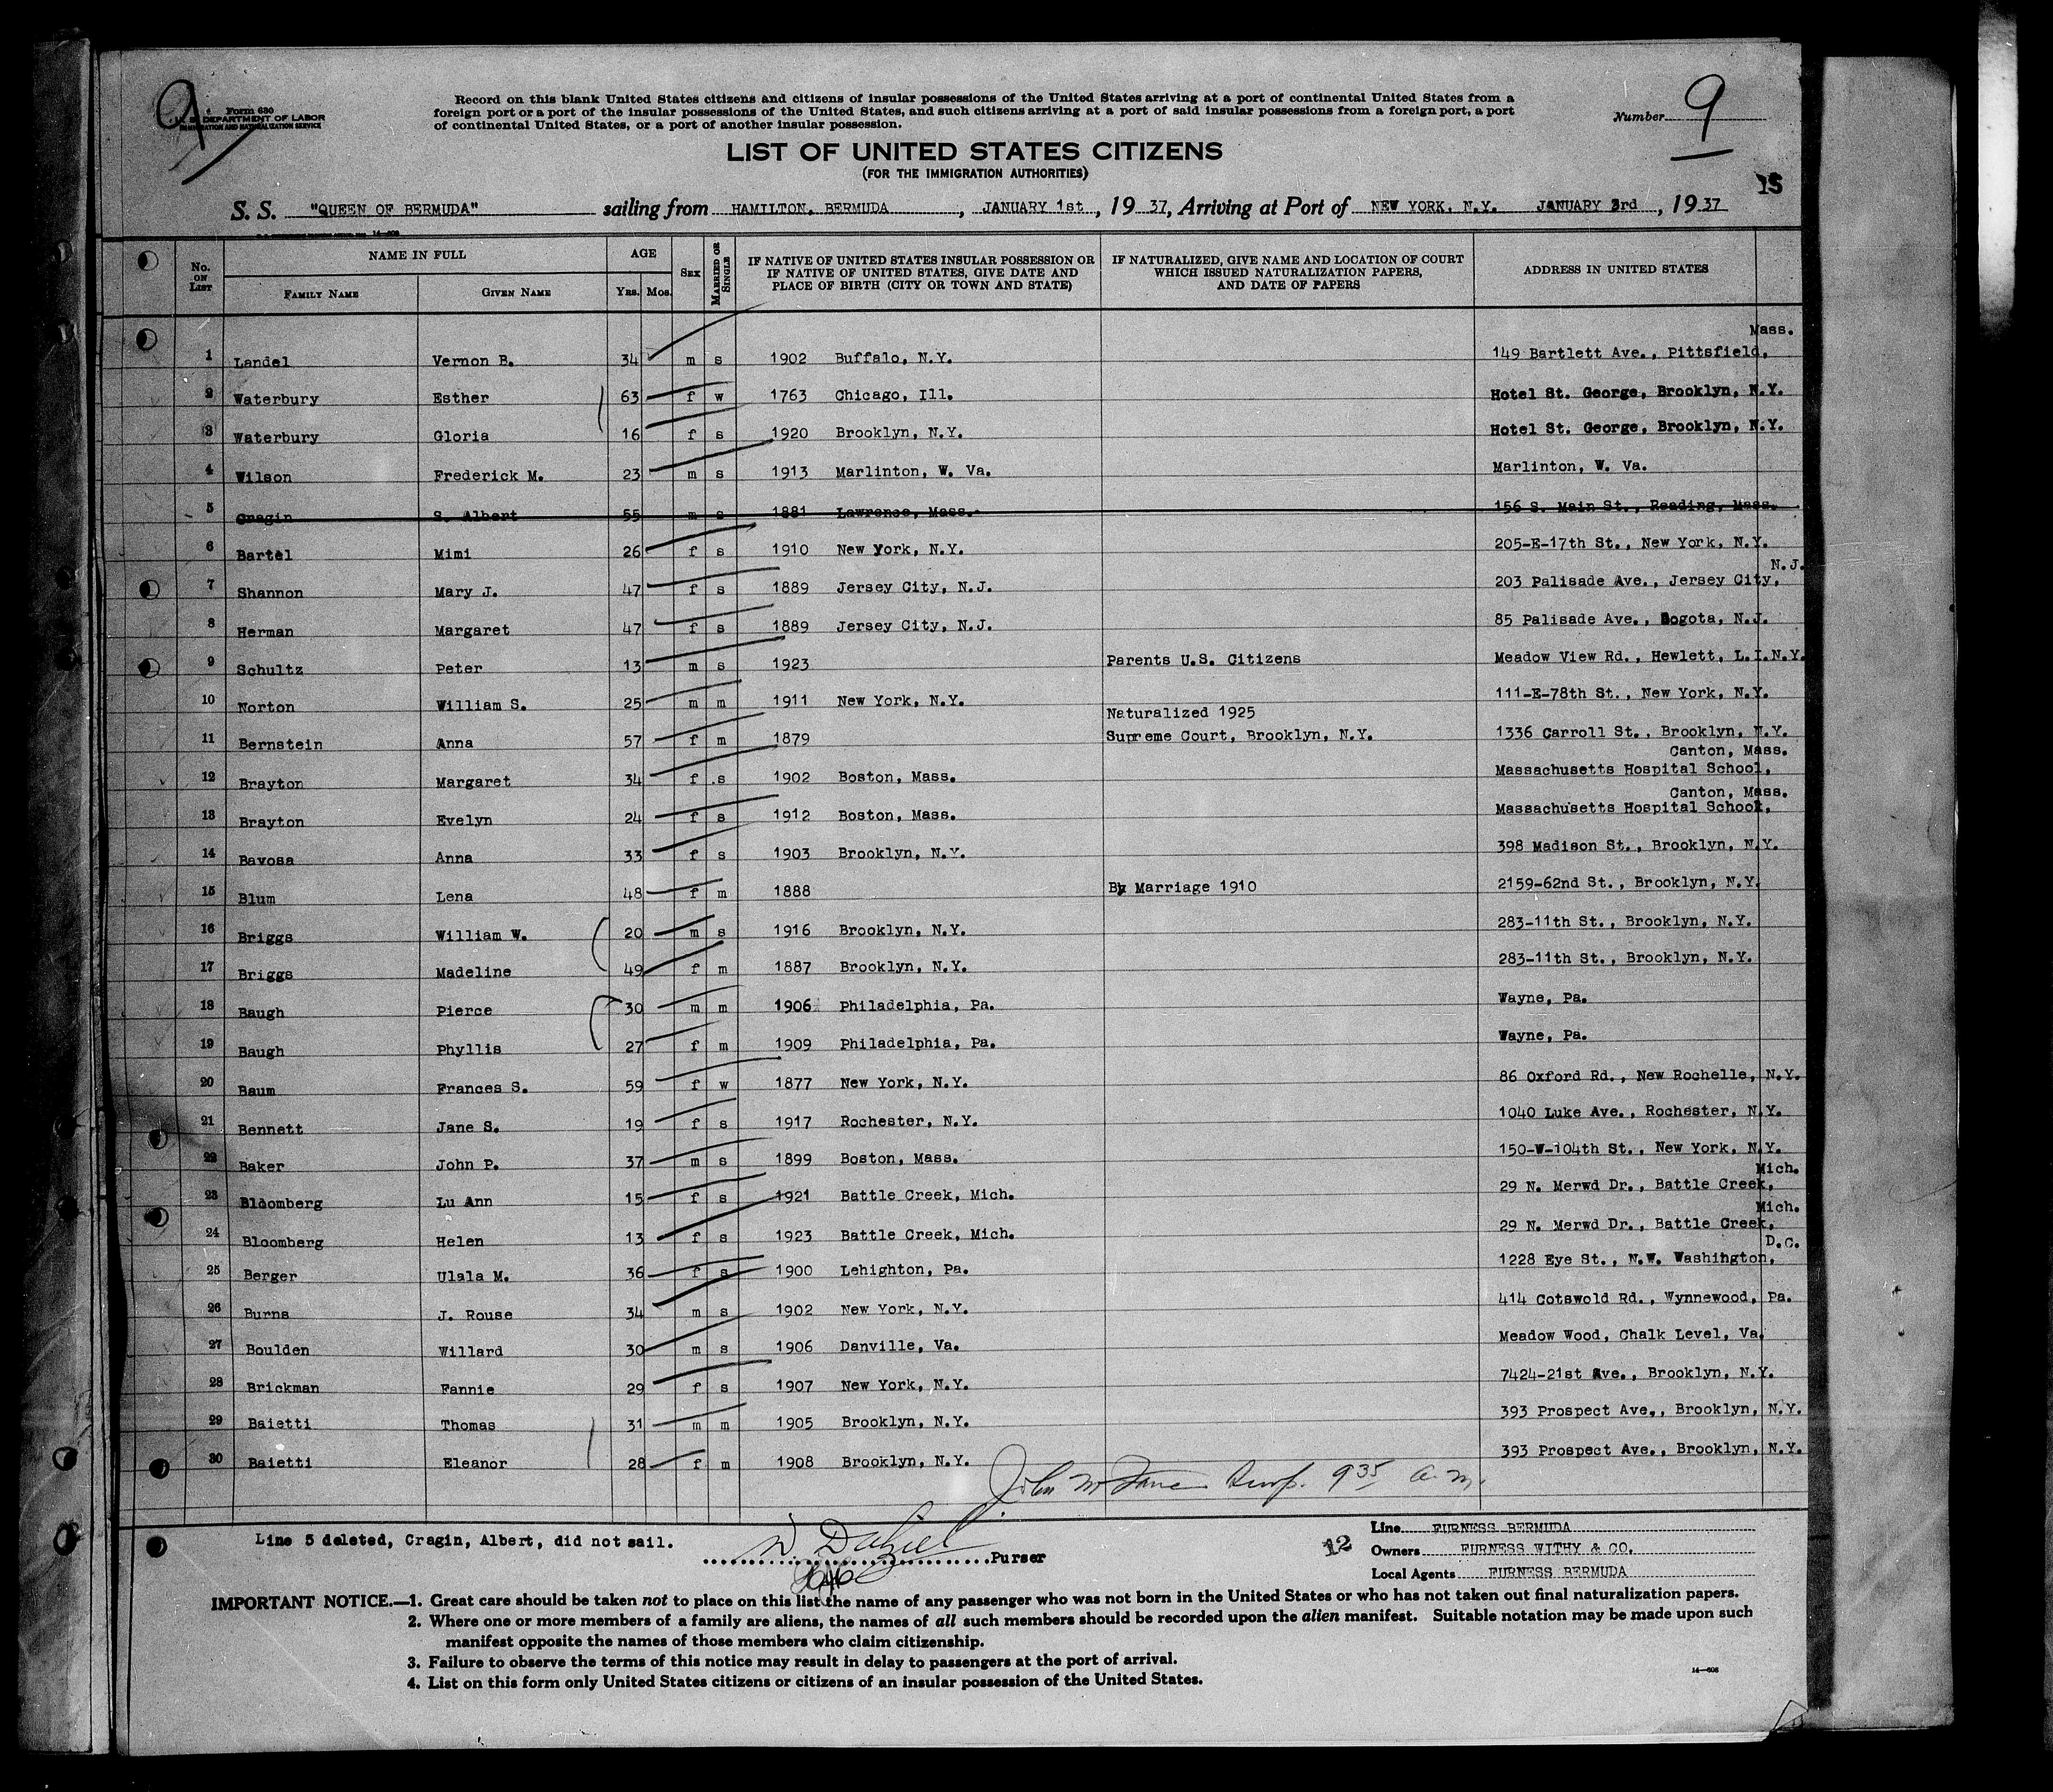 Form 630
U. S. DEPARTMENT OF LABOR
IMMIGRATION AND NATURALIZATION SERVICE
Record on this blank United States citizens and citizens of insular possessions of the United States arriving at a port of continental United States from a
foreign port or a port of the insular possessions of the United States, and such citizens arriving at a port of said insular possessions from a foreign port, a port
of continental United States, or a port of another insular possession.
Number 9
LIST OF UNITED STATES CITIZENS
(FOR THE IMMIGRATION AUTHORITIES)
15
S. S. "QUEEN OF BERMUDA" sailing from HAMILTON, BERMUDA, JANUARY 1st, 19 37, Arriving at Port of NEW YORK, N.Y. JANUARY 3rd, 19 37
No. ON LIST NAME IN FULL FAMILY NAME GIVEN NAME AGE YRS. MOS. SEX MARRIED OR SINGLE IF NATIVE OF UNITED STATES INSULAR POSSESSION OR IF NATIVE OF UNITED STATES, GIVE DATE AND PLACE OF BIRTH (CITY OR TOWN AND STATE) IF NATURALIZED, GIVE NAME AND LOCATION OF COURT WHICH ISSUED NATURALIZATION PAPERS, AND DATE OF PAPERS ADDRESS IN UNITED STATES
1 Landel Vernon B. 34 m s 1902 Buffalo, N.Y. 149 Bartlett Ave., Pittsfield, Mass.
2 Waterbury Esther 63 f w 1763 Chicago, Ill. Hotel St. George, Brooklyn, N.Y.
3 Waterbury Gloria 16 f s 1920 Brooklyn, N.Y. Hotel St. George, Brooklyn, N.Y.
4 Wilson Frederick M. 23 m s 1913 Marlinton, W. Va. Marlinton, W. Va.
5 Cragin S. Albert 55 m s 1881 Lawrence, Mass. 156 S. Main St., Reading, Mass.
6 Bartel Mimi 26 f s 1910 New York, N.Y. 205-E-17th St., New York, N.Y.
7 Shannon Mary J. 47 f s 1889 Jersey City, N.J. 203 Palisade Ave., Jersey City, N.J.
8 Herman Margaret 47 f s 1889 Jersey City, N.J. 85 Palisade Ave., Bogota, N.J.
9 Schultz Peter 13 m s 1923 Parents U.S. Citizens Meadow View Rd., Hewlett, L.I.N.Y.
10 Norton William S. 25 m m 1911 New York, N.Y. 111-E-78th St., New York, N.Y.
11 Bernstein Anna 57 f m 1879 Naturalized 1925 Supreme Court, Brooklyn, N.Y. 1336 Carroll St., Brooklyn, N.Y.
12 Brayton Margaret 34 f s 1902 Boston, Mass. Massachusetts Hospital School, Canton, Mass.
13 Brayton Evelyn 24 f s 1912 Boston, Mass. Massachusetts Hospital School, Canton, Mass.
14 Bavosa Anna 33 f s 1903 Brooklyn, N.Y. 398 Madison St., Brooklyn, N.Y.
15 Blum Lena 48 f m 1888 By Marriage 1910 2159-62nd St., Brooklyn, N.Y.
16 Briggs William W. 20 m s 1916 Brooklyn, N.Y. 283-11th St., Brooklyn, N.Y.
17 Briggs Madeline 49 f m 1887 Brooklyn, N.Y. 283-11th St., Brooklyn, N.Y.
18 Baugh Pierce 30 m m 1906 Philadelphia, Pa. Wayne, Pa.
19 Baugh Phyllis 27 f m 1909 Philadelphia, Pa. Wayne, Pa.
20 Baum Frances S. 59 f w 1877 New York, N.Y. 86 Oxford Rd., New Rochelle, N.Y.
21 Bennett Jane S. 19 f s 1917 Rochester, N.Y. 1040 Luke Ave., Rochester, N.Y.
22 Baker John P. 37 m s 1899 Boston, Mass. 150-W-104th St., New York, N.Y.
23 Bloomberg Lu Ann 15 f s 1921 Battle Creek, Mich. 29 N. Merwd Dr., Battle Creek, Mich.
24 Bloomberg Helen 13 f s 1923 Battle Creek, Mich. 29 N. Merwd Dr., Battle Creek, Mich.
25 Berger Ulala M. 36 f s 1900 Lehighton, Pa. 1228 Eye St., N.W. Washington, D.C.
26 Burns J. Rouse 34 m s 1902 New York, N.Y. 414 Cotswold Rd., Wynnewood, Pa.
27 Boulden Willard 30 m s 1906 Danville, Va. Meadow Wood, Chalk Level, Va.
28 Brickman Fannie 29 f s 1907 New York, N.Y. 7424-21st Ave., Brooklyn, N.Y.
29 Baietti Thomas 31 m m 1905 Brooklyn, N.Y. 393 Prospect Ave., Brooklyn, N.Y.
30 Baietti Eleanor 28 f m 1908 Brooklyn, N.Y. 393 Prospect Ave., Brooklyn, N.Y.
John 9 35 a.m.
Line 5 deleted, Cragin, Albert, did not sail.
Purser
12
Line FURNESS BERMUDA
Owners FURNESS WITHY & CO.
Local Agents FURNESS BERMUDA
IMPORTANT NOTICE.—1. Great care should be taken not to place on this list the name of any passenger who was not born in the United States or who has not taken out final naturalization papers.
2. Where one or more members of a family are aliens, the names of all such members should be recorded upon the alien manifest. Suitable notation may be made upon such
manifest opposite the names of those members who claim citizenship.
3. Failure to observe the terms of this notice may result in delay to passengers at the port of arrival.
4. List on this form only United States citizens or citizens of an insular possession of the United States.
14—608